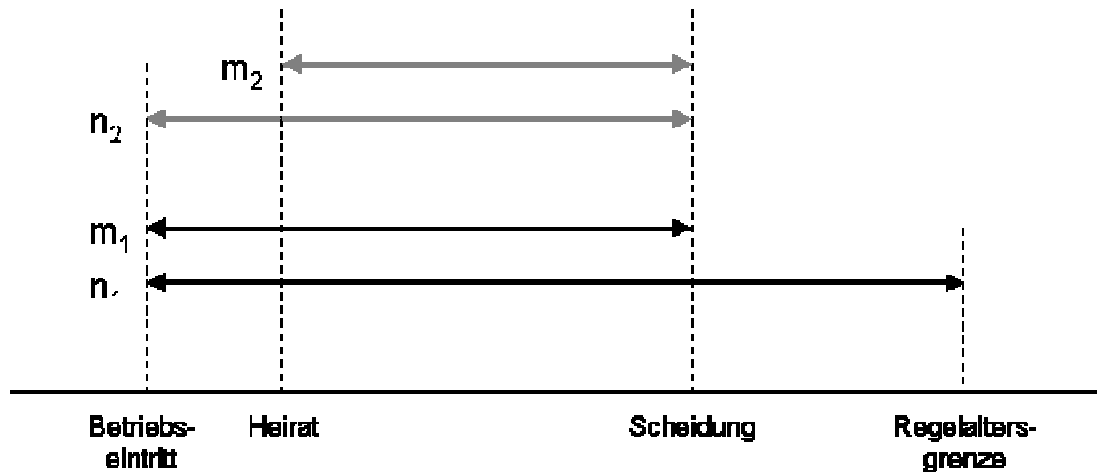 m₂
n₂
m₁
Betriebs-
eintritt
Heirat
Scheidung
Regelalters-
grenze